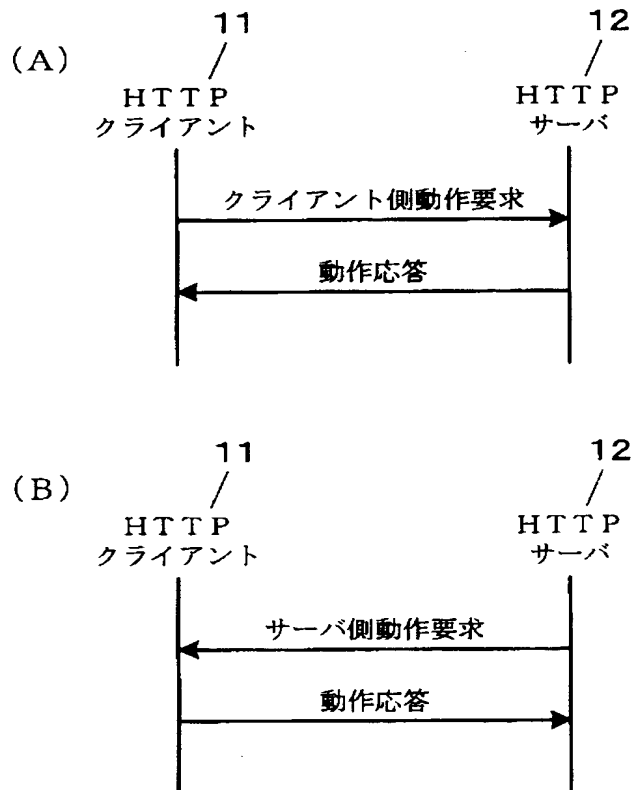 (A)
11
12
HTTP
クライアント
HTTP
サーバ
クライアント側動作要求
動作応答
(B)
11
12
HTTP
クライアント
HTTP
サーバ
サーバ側動作要求
動作応答